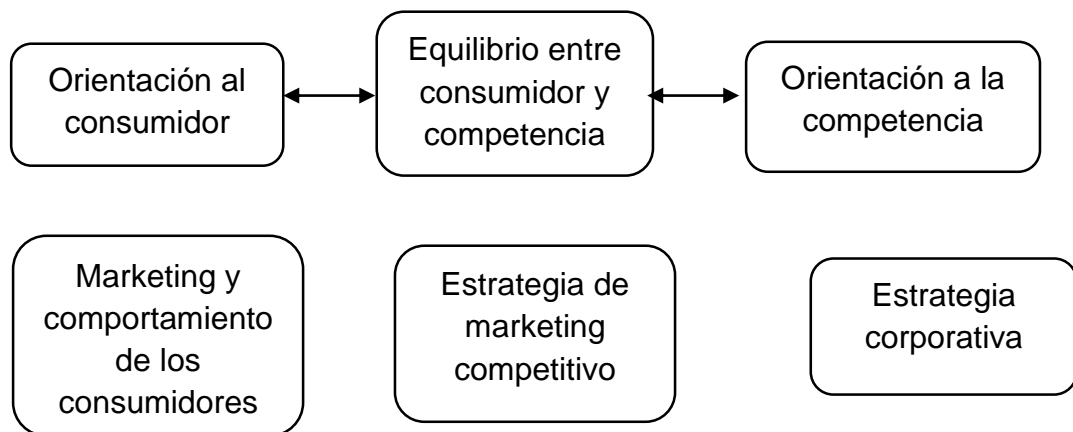 Orientación al
consumidor
Equilibrio entre
consumidor y
competencia
Orientación a la
competencia
Marketing y
comportamiento
de los
consumidores
Estrategia de
marketing
competitivo
Estrategia
corporativa